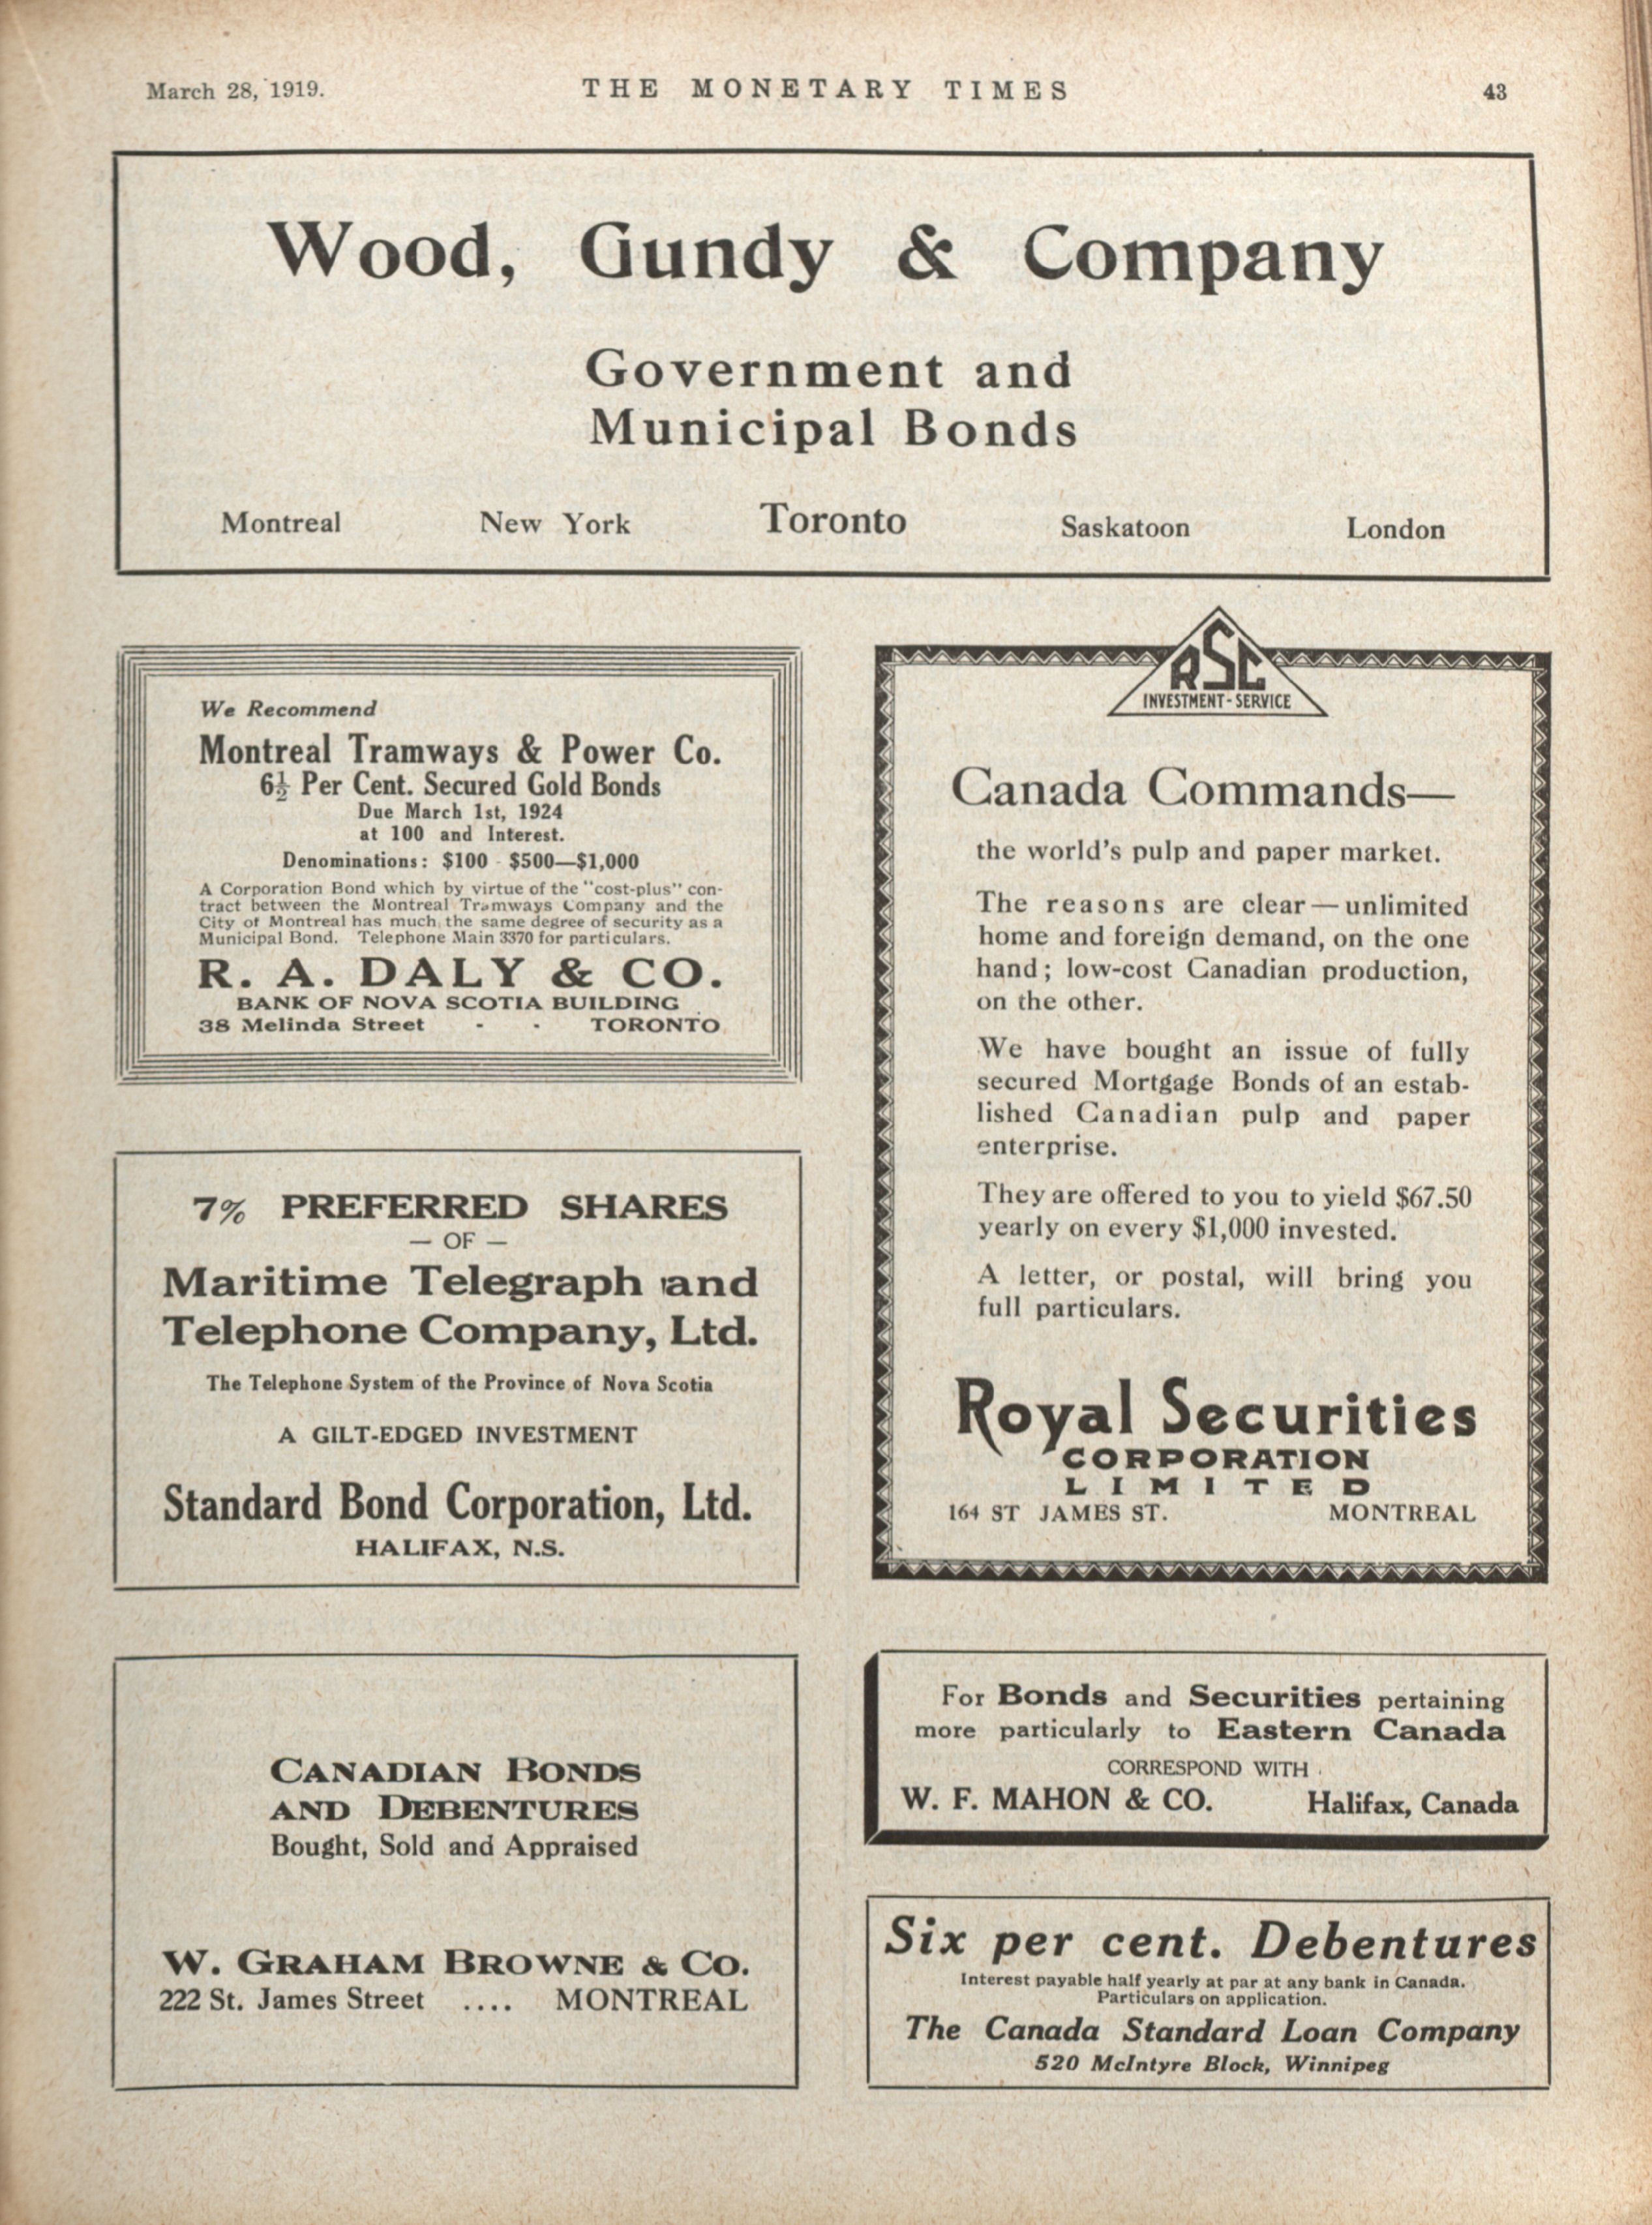 March 28, 1919.
THE MONETARY TIMES
43
Wood, Gundy & Company
Government and
Municipal Bonds
Montreal New York Toronto Saskatoon London
We Recommend
Montreal Tramways & Power Co.
6½ Per Cent. Secured Gold Bonds
Due March 1st, 1924
at 100 and Interest.
Denominations: $100 - $500—$1,000
A Corporation Bond which by virtue of the "cost-plus" con-
tract between the Montreal Tramways Company and the
City of Montreal has much the same degree of security as a
Municipal Bond. Telephone Main 3370 for particulars.
R. A. DALY & CO.
BANK OF NOVA SCOTIA BUILDING
38 Melinda Street - - TORONTO
7% PREFERRED SHARES
— OF —
Maritime Telegraph and
Telephone Company, Ltd.
The Telephone System of the Province of Nova Scotia
A GILT-EDGED INVESTMENT
Standard Bond Corporation, Ltd.
HALIFAX, N.S.
CANADIAN BONDS
AND DEBENTURES
Bought, Sold and Appraised
W. GRAHAM BROWNE & CO.
222 St. James Street .... MONTREAL
RSC
INVESTMENT-SERVICE
Canada Commands—
the world's pulp and paper market.
The reasons are clear—unlimited
home and foreign demand, on the one
hand; low-cost Canadian production,
on the other.
We have bought an issue of fully
secured Mortgage Bonds of an estab-
lished Canadian pulp and paper
enterprise.
They are offered to you to yield $67.50
yearly on every $1,000 invested.
A letter, or postal, will bring you
full particulars.
Royal Securities
CORPORATION
LIMITED
164 ST JAMES ST. MONTREAL
For Bonds and Securities pertaining
more particularly to Eastern Canada
CORRESPOND WITH
W. F. MAHON & CO. Halifax, Canada
Six per cent. Debentures
Interest payable half yearly at par at any bank in Canada.
Particulars on application.
The Canada Standard Loan Company
520 McIntyre Block, Winnipeg